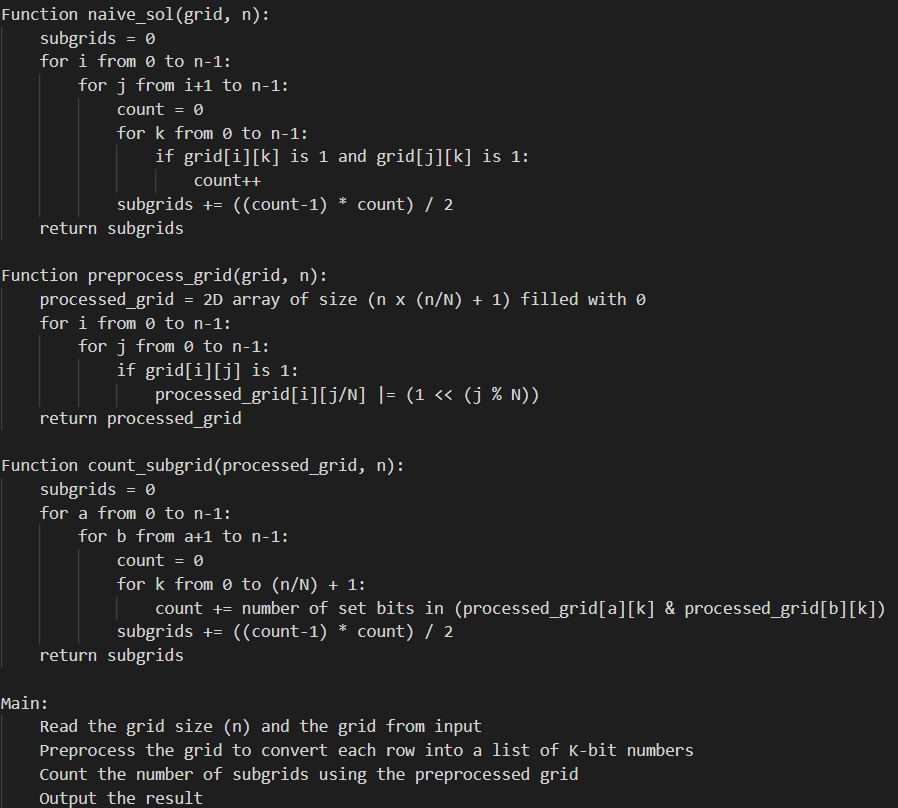 Function naive_sol(grid, n):
    subgrids = 0
    for i from 0 to n-1:
        for j from i+1 to n-1:
            count = 0
            for k from 0 to n-1:
                if grid[i][k] is 1 and grid[j][k] is 1:
                    count++
            subgrids += ((count-1) * count) / 2
    return subgrids

Function preprocess_grid(grid, n):
    processed_grid = 2D array of size (n x (n/N) + 1) filled with 0
    for i from 0 to n-1:
        for j from 0 to n-1:
            if grid[i][j] is 1:
                processed_grid[i][j/N] |= (1 << (j % N))
    return processed_grid

Function count_subgrid(processed_grid, n):
    subgrids = 0
    for a from 0 to n-1:
        for b from a+1 to n-1:
            count = 0
            for k from 0 to (n/N) + 1:
                count += number of set bits in (processed_grid[a][k] & processed_grid[b][k])
            subgrids += ((count-1) * count) / 2
    return subgrids

Main:
    Read the grid size (n) and the grid from input
    Preprocess the grid to convert each row into a list of K-bit numbers
    Count the number of subgrids using the preprocessed grid
    Output the result